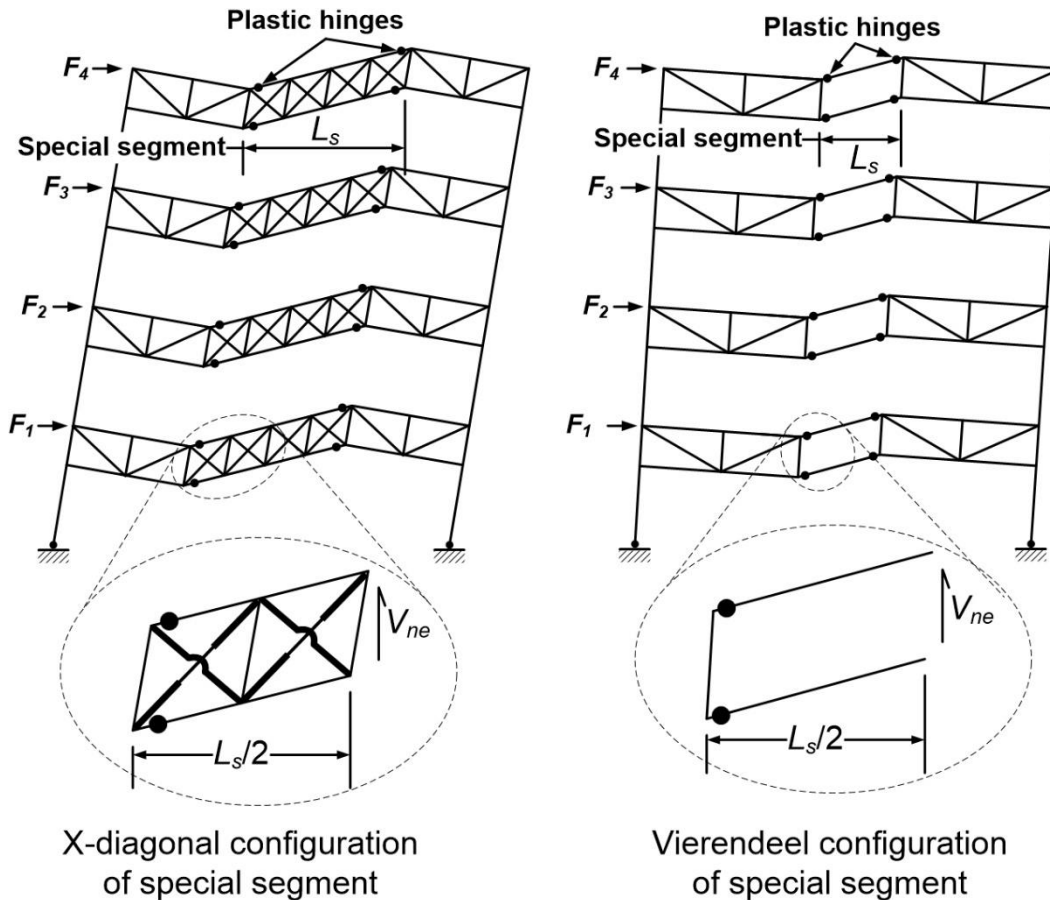 Plastic hinges
F4
Special segment
Ls
F3
F2
F1
Vne
Ls/2
X-diagonal configuration
of special segment
Plastic hinges
F4
Special segment
Ls
F3
F2
F1
Vne
Ls/2
Vierendeel configuration
of special segment